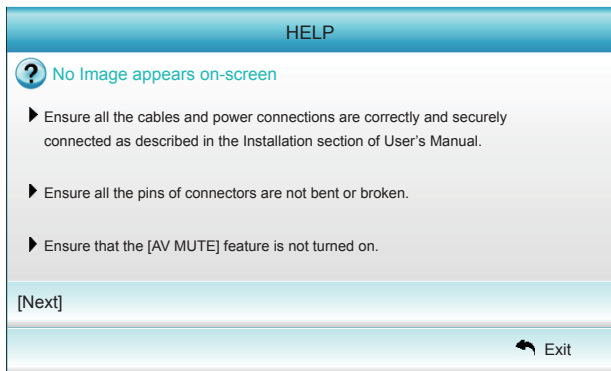 HELP
No Image appears on-screen
Ensure all the cables and power connections are correctly and securely
connected as described in the Installation section of User's Manual.
Ensure all the pins of connectors are not bent or broken.
Ensure that the [AV MUTE] feature is not turned on.
[Next]
Exit